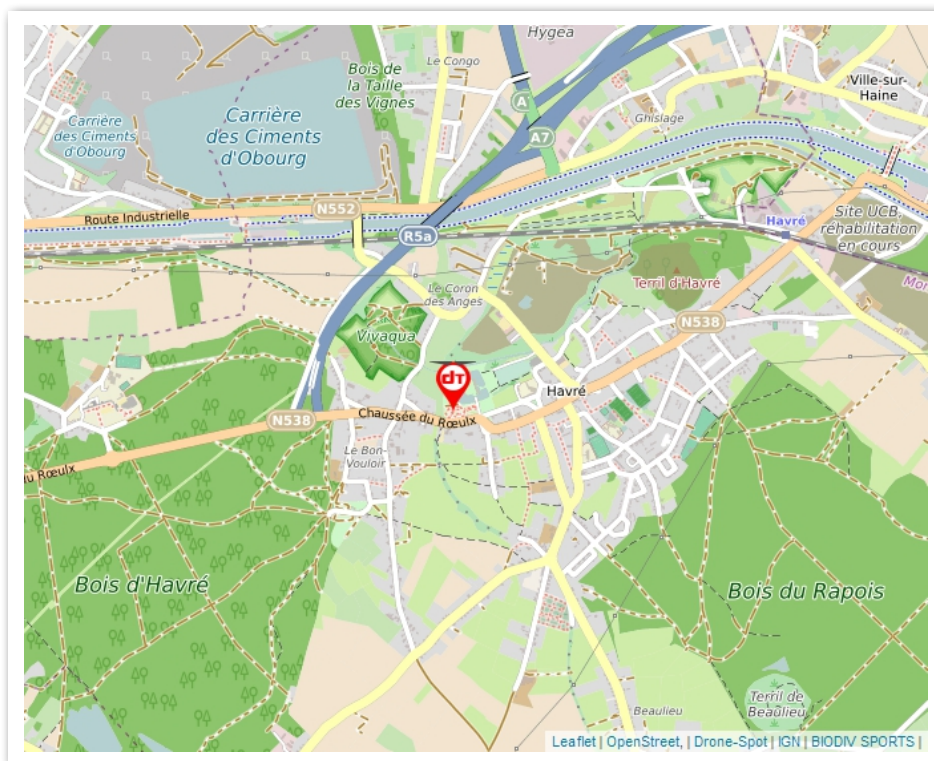 Hygea
Le Congo
Bois de
la Taille
des Vignes
Ville-sur-
Haine
Carrière
des Ciments
d'Obourg
Carrière
des Ciments
d'Obourg
A
A7
Ghislage
N552
Route Industrielle
R5a
Havré
Site UCB,
réhabilitation
en cours
Le Coron
des Anges
Terril d'Havré
Mon
N538
Vivaqua
dT
Havré
N538
Chaussée du Rœulx
Le Bon-
Vouloir
u Rœulx
Bois d'Havré
Bois du Rapois
Terril de
Beaulieu
Beaulieu
Leaflet | OpenStreet, | Drone-Spot | IGN | BIODIV SPORTS |